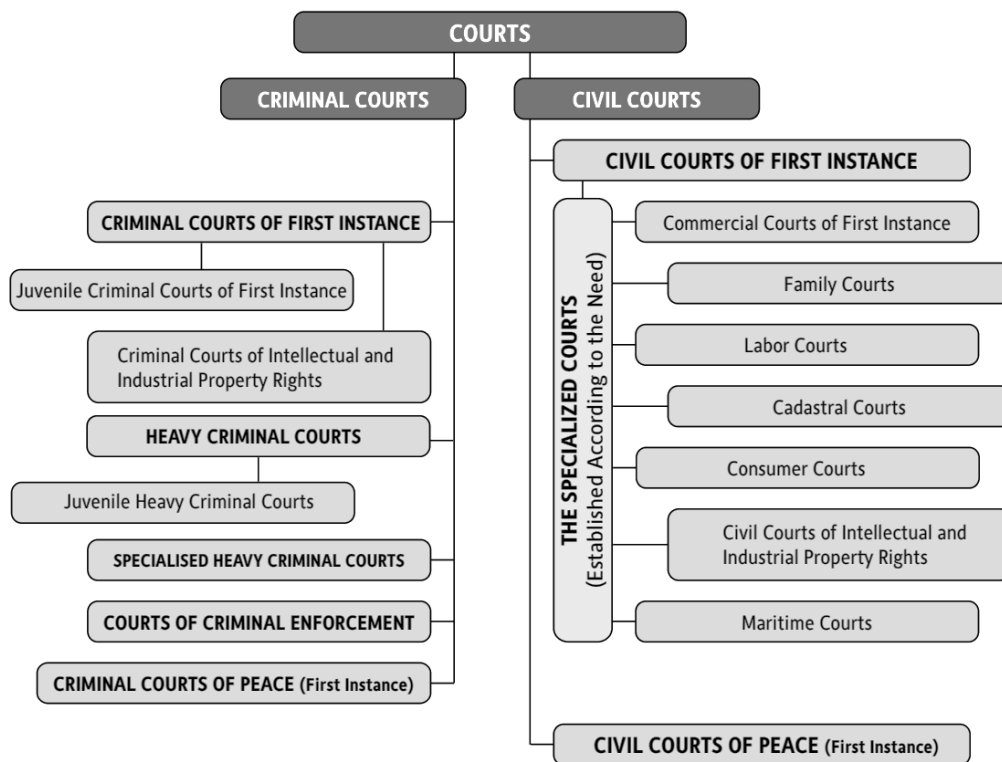 COURTS
CRIMINAL COURTS
CIVIL COURTS
CRIMINAL COURTS OF FIRST INSTANCE
Juvenile Criminal Courts of First Instance
Criminal Courts of Intellectual and
Industrial Property Rights
HEAVY CRIMINAL COURTS
Juvenile Heavy Criminal Courts
SPECIALISED HEAVY CRIMINAL COURTS
COURTS OF CRIMINAL ENFORCEMENT
CRIMINAL COURTS OF PEACE (First Instance)
CIVIL COURTS OF FIRST INSTANCE
THE SPECIALIZED COURTS
(Established According to the Need)
Commercial Courts of First Instance
Family Courts
Labor Courts
Cadastral Courts
Consumer Courts
Civil Courts of Intellectual and
Industrial Property Rights
Maritime Courts
CIVIL COURTS OF PEACE (First Instance)